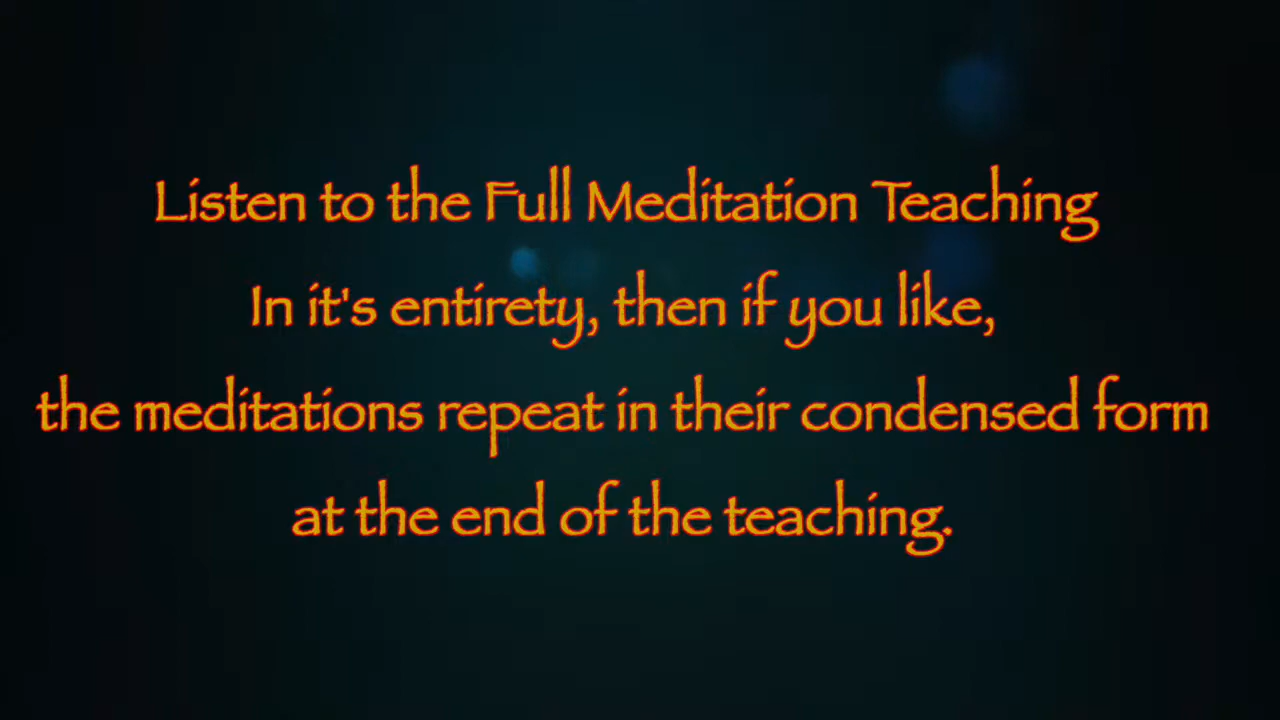 Listen to the Full Meditation Teaching
In it's entirety, then if you like,
the meditations repeat in their condensed form
at the end of the teaching.